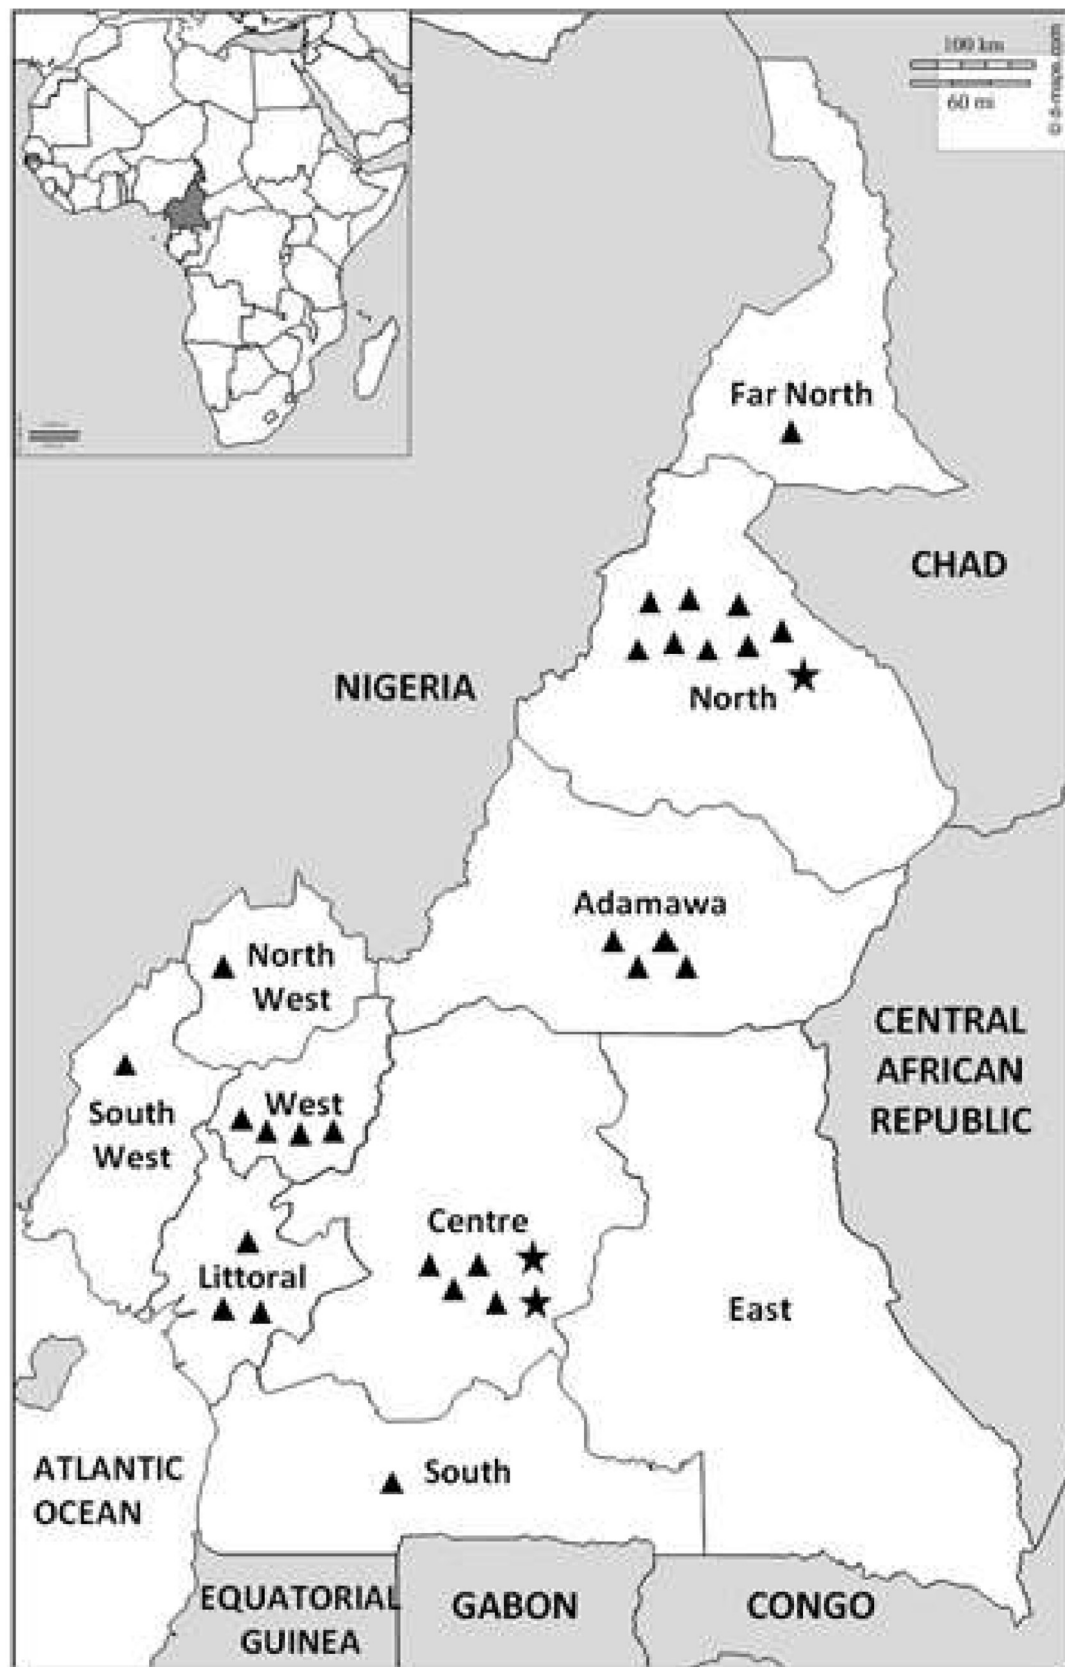 100 km
60 mi
© d-maps.com
Far North
CHAD
NIGERIA
North
Adamawa
North
West
CENTRAL
AFRICAN
REPUBLIC
West
South
West
Centre
Littoral
East
ATLANTIC
OCEAN
South
EQUATORIAL
GUINEA
GABON
CONGO